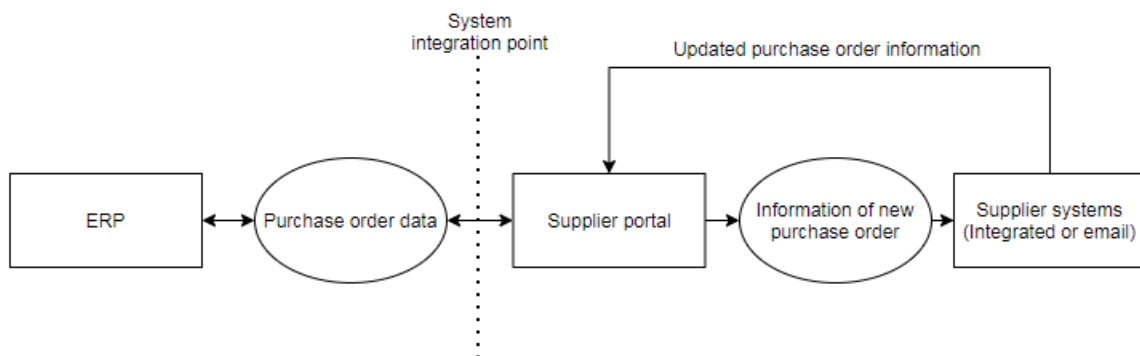 System
integration point
Updated purchase order information
ERP
Purchase order data
Supplier portal
Information of new
purchase order
Supplier systems
(Integrated or email)